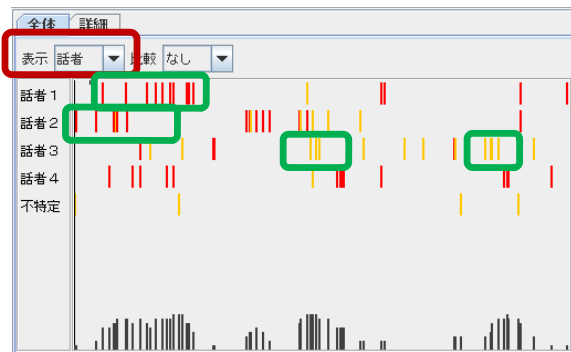 全体 詳細
表示 話者 比較 なし
話者1
話者2
話者3
話者4
不特定